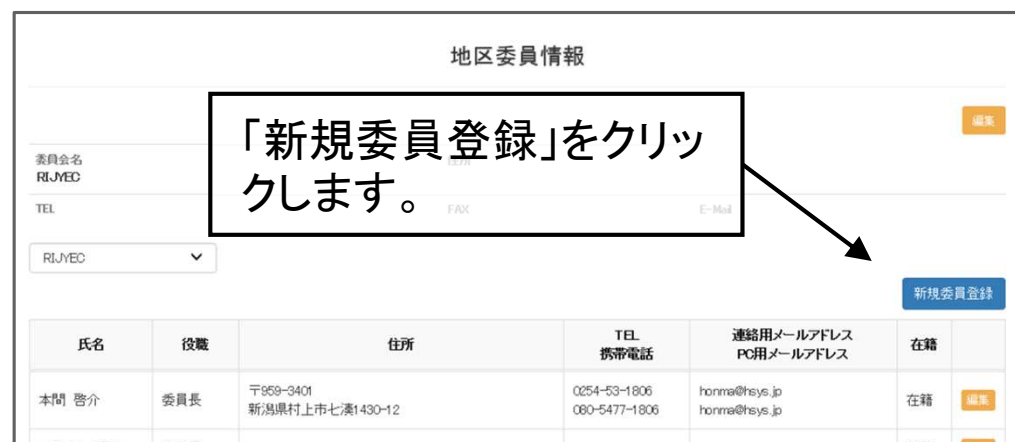 地区委員情報
編集
「新規委員登録」をクリッ
クします。
委員会名
RIJYEC
TEL
FAX
E-Mail
RIJYEC
新規委員登録
氏名 役職 住所 TEL 連絡用メールアドレス 在籍
携帯電話 PC用メールアドレス
本間 啓介 委員長 〒959-3401 0254-53-1806 honma@hsys.jp 在籍 編集
新潟県村上市七湊1430-12 080-5477-1806 honma@hsys.jp